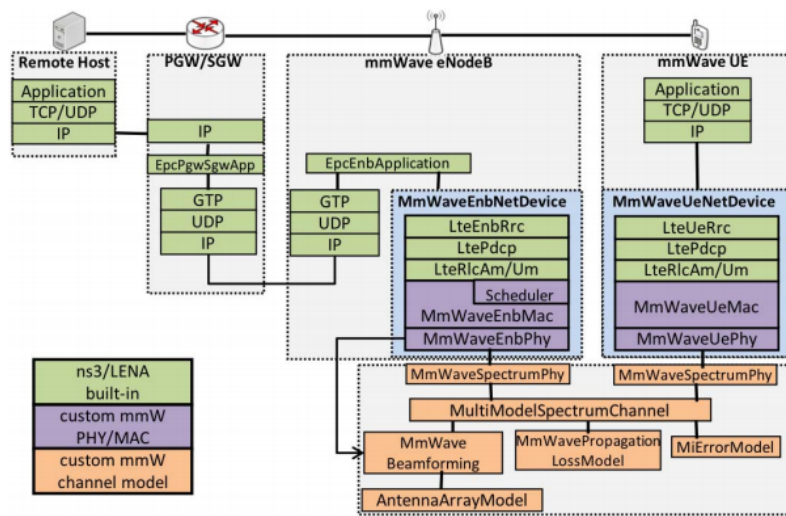 Remote Host
Application
TCP/UDP
IP
PGW/SGW
IP
EpcPgwSgwApp
GTP
UDP
IP
mmWave eNodeB
EpcEnbApplication
GTP
UDP
IP
MmWaveEnbNetDevice
LteEnbRrc
LtePdcp
LteRlcAm/Um
Scheduler
MmWaveEnbMac
MmWaveEnbPhy
mmWave UE
Application
TCP/UDP
IP
MmWaveUeNetDevice
LteUeRrc
LtePdcp
LteRlcAm/Um
MmWaveUeMac
MmWaveUePhy
MmWaveSpectrumPhy
MmWaveSpectrumPhy
MultiModelSpectrumChannel
MmWave
Beamforming
MmWavePropagation
LossModel
MiErrorModel
AntennaArrayModel
ns3/LENA
built-in
custom mmW
PHY/MAC
custom mmW
channel model